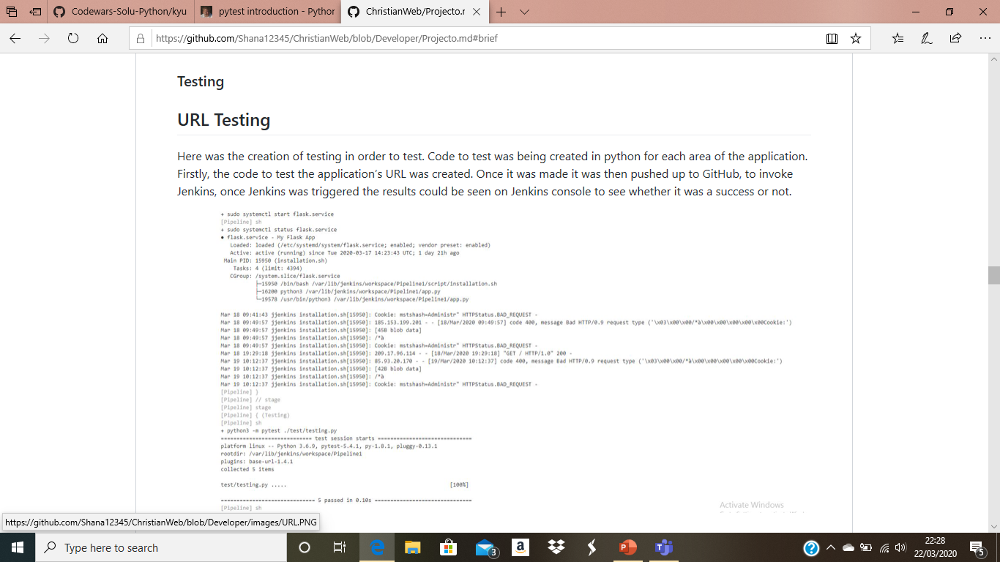 Codewars-Solu-Python/kyu
pytest introduction - Python
ChristianWeb/Projecto.r
https://github.com/Shana12345/ChristianWeb/blob/Developer/Projecto.md#brief
Testing
URL Testing
Here was the creation of testing in order to test. Code to test was being created in python for each area of the application.
Firstly, the code to test the application's URL was created. Once it was made it was then pushed up to GitHub, to invoke
Jenkins, once Jenkins was triggered the results could be seen on Jenkins console to see whether it was a success or not.
+ sudo systemctl start flask.service
[Pipeline] sh
+ sudo systemctl status flask.service
● flask.service - My Flask App
Loaded: loaded (/etc/systemd/system/flask.service; enabled; vendor preset: enabled)
Active: active (running) since Tue 2020-03-17 14:23:43 UTC; 1 day 21h ago
Main PID: 15950 (installation.sh)
Tasks: 4 (limit: 4394)
CGroup: /system.slice/flask.service
├─15950 /bin/bash /var/lib/jenkins/workspace/Pipeline1/script/installation.sh
├─16200 python3 /var/lib/jenkins/workspace/Pipeline1/app.py
└─19578 /usr/bin/python3 /var/lib/jenkins/workspace/Pipeline1/app.py
Mar 18 09:41:43 jjenkins installation.sh[15950]: Cookie: mstshash=Administr" HTTPStatus.BAD_REQUEST -
Mar 18 09:49:57 jjenkins installation.sh[15950]: 185.153.199.201 - - [18/Mar/2020 09:49:57] code 400, message Bad HTTP/0.9 request type ('\x03\x00\x00/*à\x00\x00\x00\x00\x00Cookie:')
Mar 18 09:49:57 jjenkins installation.sh[15950]: [45B blob data]
Mar 18 09:49:57 jjenkins installation.sh[15950]: /*à
Mar 18 09:49:57 jjenkins installation.sh[15950]: Cookie: mstshash=Administr" HTTPStatus.BAD_REQUEST -
Mar 18 19:29:18 jjenkins installation.sh[15950]: 209.17.96.114 - - [18/Mar/2020 19:29:18] "GET / HTTP/1.0" 200 -
Mar 19 10:12:37 jjenkins installation.sh[15950]: 85.93.20.170 - - [19/Mar/2020 10:12:37] code 400, message Bad HTTP/0.9 request type ('\x03\x00\x00/*à\x00\x00\x00\x00\x00Cookie:')
Mar 19 10:12:37 jjenkins installation.sh[15950]: [42B blob data]
Mar 19 10:12:37 jjenkins installation.sh[15950]: /*à
Mar 19 10:12:37 jjenkins installation.sh[15950]: Cookie: mstshash=Administr" HTTPStatus.BAD_REQUEST -
[Pipeline] }
[Pipeline] // stage
[Pipeline] stage
[Pipeline] { (Testing)
[Pipeline] sh
+ python3 -m pytest ./test/testing.py
============================= test session starts ==============================
platform linux -- Python 3.6.9, pytest-5.4.1, py-1.8.1, pluggy-0.13.1
rootdir: /var/lib/jenkins/workspace/Pipeline1
plugins: base-url-1.4.1
collected 5 items
test/testing.py ..... [100%]
============================== 5 passed in 0.10s ===============================
[Pipeline] sh
Activate Windows
https://github.com/Shana12345/ChristianWeb/blob/Developer/images/URL.PNG
Type here to search
3
22:28
22/03/2020
5